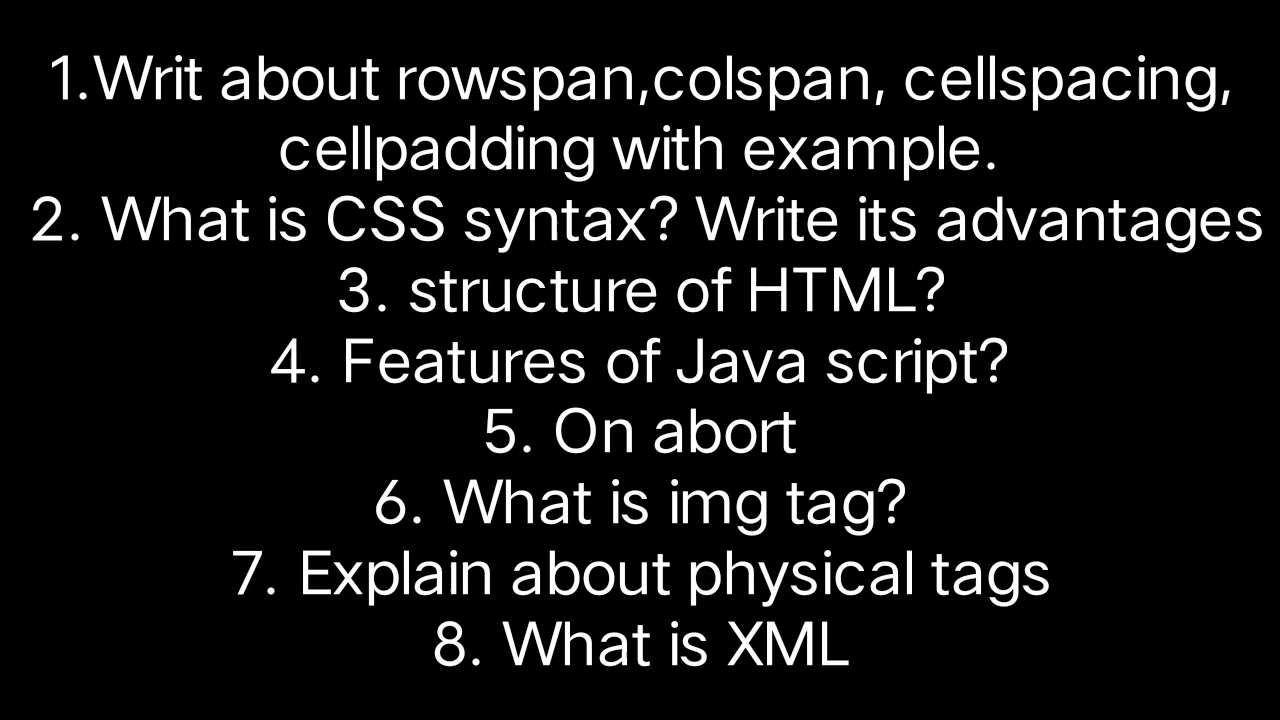 1.Writ about rowspan,colspan, cellspacing,
cellpadding with example.
2. What is CSS syntax? Write its advantages
3. structure of HTML?
4. Features of Java script?
5. On abort
6. What is img tag?
7. Explain about physical tags
8. What is XML